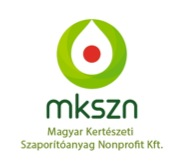 mkszn
Magyar Kertészeti
Szaporítóanyag Nonprofit Kft.